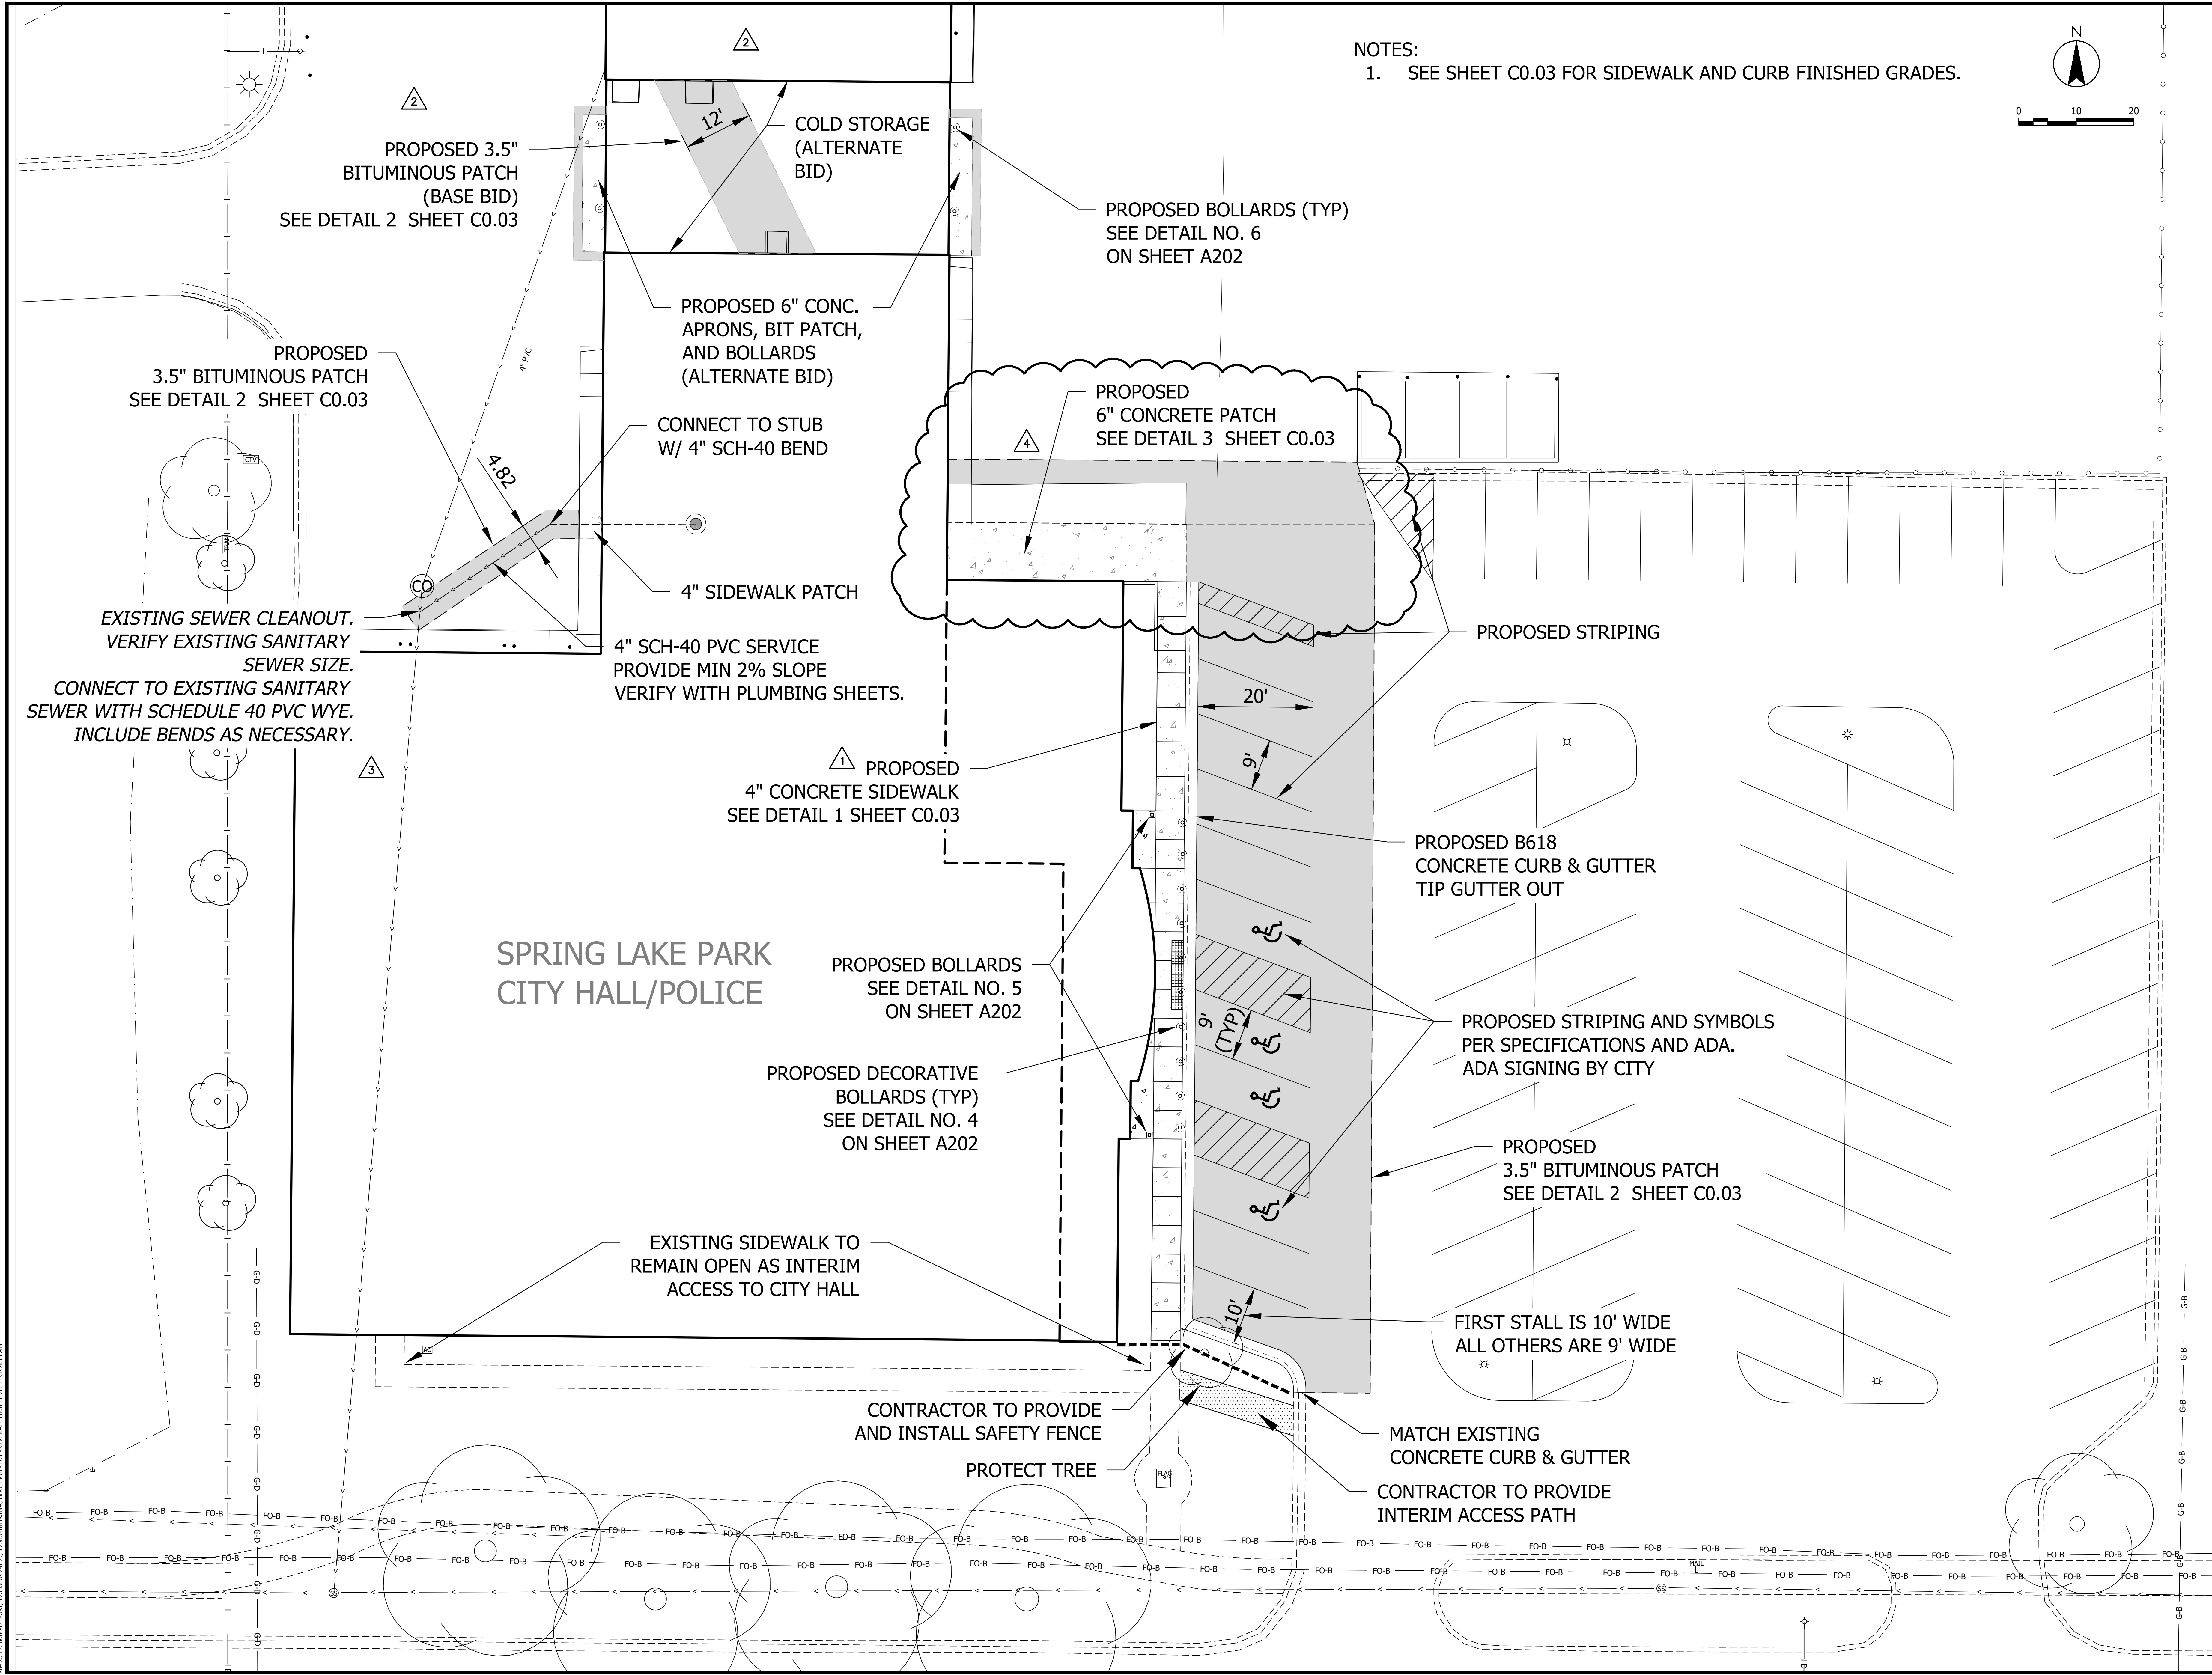 NOTES:
1. SEE SHEET C0.03 FOR SIDEWALK AND CURB FINISHED GRADES.
N
0 10 20
2
2
12'
COLD STORAGE
(ALTERNATE
BID)
PROPOSED 3.5"
BITUMINOUS PATCH
(BASE BID)
SEE DETAIL 2 SHEET C0.03
PROPOSED BOLLARDS (TYP)
SEE DETAIL NO. 6
ON SHEET A202
PROPOSED 6" CONC.
APRONS, BIT PATCH,
AND BOLLARDS
(ALTERNATE BID)
PROPOSED
3.5" BITUMINOUS PATCH
SEE DETAIL 2 SHEET C0.03
4" PVC
CONNECT TO STUB
W/ 4" SCH-40 BEND
4.82
PROPOSED
6" CONCRETE PATCH
SEE DETAIL 3 SHEET C0.03
4
CTV
TRAN
CO
4" SIDEWALK PATCH
EXISTING SEWER CLEANOUT.
VERIFY EXISTING SANITARY
SEWER SIZE.
CONNECT TO EXISTING SANITARY
SEWER WITH SCHEDULE 40 PVC WYE.
INCLUDE BENDS AS NECESSARY.
4" SCH-40 PVC SERVICE
PROVIDE MIN 2% SLOPE
VERIFY WITH PLUMBING SHEETS.
PROPOSED STRIPING
20'
9'
3
1
PROPOSED
4" CONCRETE SIDEWALK
SEE DETAIL 1 SHEET C0.03
PROPOSED B618
CONCRETE CURB & GUTTER
TIP GUTTER OUT
SPRING LAKE PARK
CITY HALL/POLICE
PROPOSED BOLLARDS
SEE DETAIL NO. 5
ON SHEET A202
9'
(TYP)
PROPOSED STRIPING AND SYMBOLS
PER SPECIFICATIONS AND ADA.
ADA SIGNING BY CITY
PROPOSED DECORATIVE
BOLLARDS (TYP)
SEE DETAIL NO. 4
ON SHEET A202
PROPOSED
3.5" BITUMINOUS PATCH
SEE DETAIL 2 SHEET C0.03
EXISTING SIDEWALK TO
REMAIN OPEN AS INTERIM
ACCESS TO CITY HALL
10'
FIRST STALL IS 10' WIDE
ALL OTHERS ARE 9' WIDE
AC
CONTRACTOR TO PROVIDE
AND INSTALL SAFETY FENCE
PROTECT TREE
MATCH EXISTING
CONCRETE CURB & GUTTER
CONTRACTOR TO PROVIDE
INTERIM ACCESS PATH
FLAG
G-D
G-B
FO-B
MAIL
SS
SS